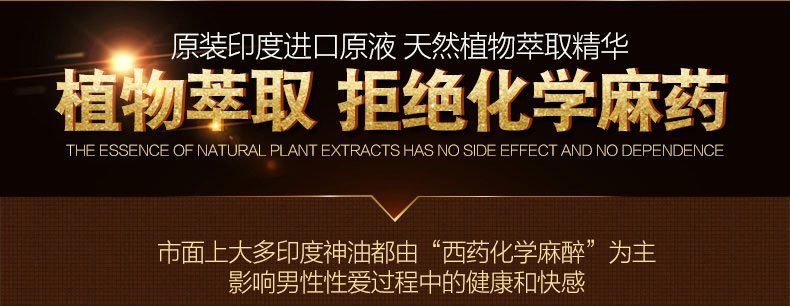 原装印度进口原液 天然植物萃取精华
植物萃取 拒绝化学麻药
THE ESSENCE OF NATURAL PLANT EXTRACTS HAS NO SIDE EFFECT AND NO DEPENDENCE
市面上大多印度神油都由“西药化学麻醉”为主
影响男性性爱过程中的健康和快感